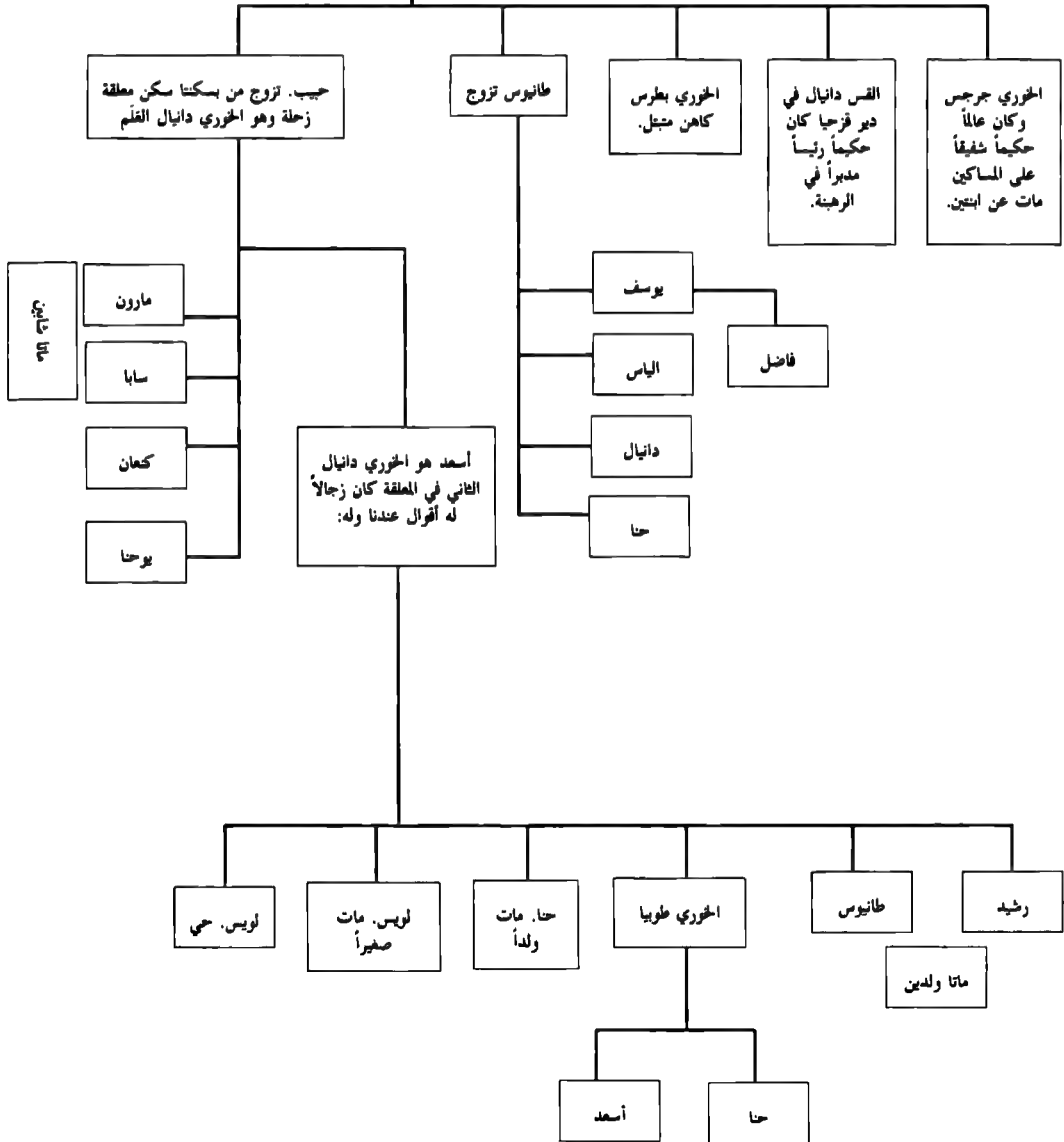 الخوري جرجس
وكان عالماً
حكيماً شفيقاً
على المساكين
مات عن ابنتين.
القس دانيال في
دير قزحيا كان
حكيماً رئيساً
مدبراً في
الرهبنة.
الخوري بطرس
كاهن متبتل.
طانيوس تزوج
حبيب. تزوج من بسكنتا سكن معلقة
زحلة وهو الخوري دانيال القلّم
يوسف
فاضل
الياس
دانيال
حنا
مارون
سابا
ماتا شابين
كنعان
يوحنا
أسعد هو الخوري دانيال
الثاني في المعلقة كان زجالاً
له أقوال عندنا وله:
رشيد
طانيوس
ماتا ولدين
الخوري طوبيا
حنا. مات
ولداً
لويس. مات
صغيراً
لويس. حي
حنا
أسعد